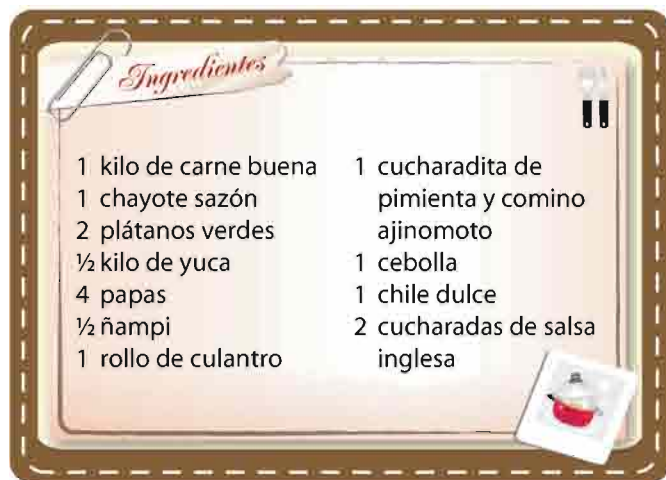 Ingredientes
1 kilo de carne buena
1 chayote sazón
2 plátanos verdes
½ kilo de yuca
4 papas
½ ñampi
1 rollo de culantro
1 cucharadita de
pimienta y comino
ajinomoto
1 cebolla
1 chile dulce
2 cucharadas de salsa
inglesa